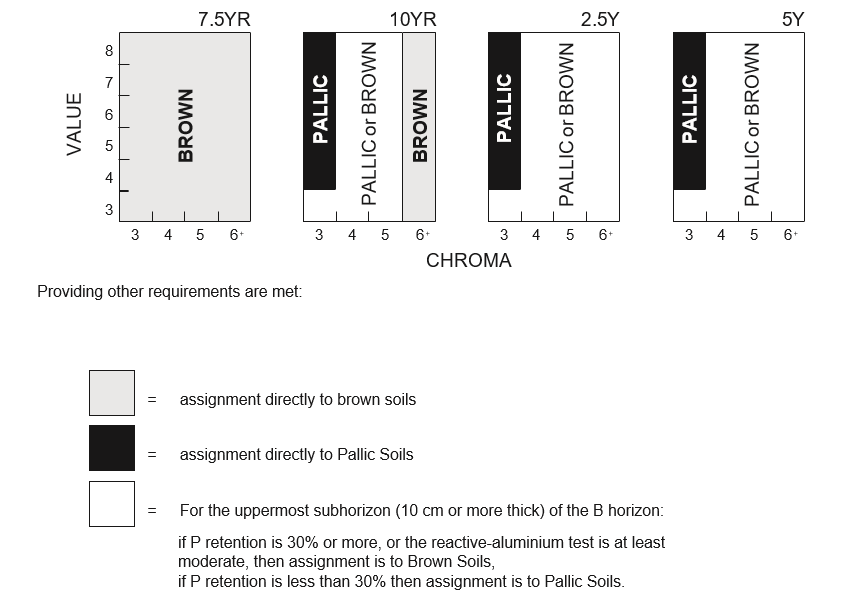 7.5YR
10YR
2.5Y
5Y
VALUE
8
7
6
5
4
3
BROWN
PALLIC
PALLIC or BROWN
BROWN
PALLIC
PALLIC or BROWN
PALLIC
PALLIC or BROWN
3 4 5 6+
3 4 5 6+
3 4 5 6+
3 4 5 6+
CHROMA
Providing other requirements are met:
= assignment directly to brown soils
= assignment directly to Pallic Soils
= For the uppermost subhorizon (10 cm or more thick) of the B horizon:
if P retention is 30% or more, or the reactive-aluminium test is at least
moderate, then assignment is to Brown Soils,
if P retention is less than 30% then assignment is to Pallic Soils.